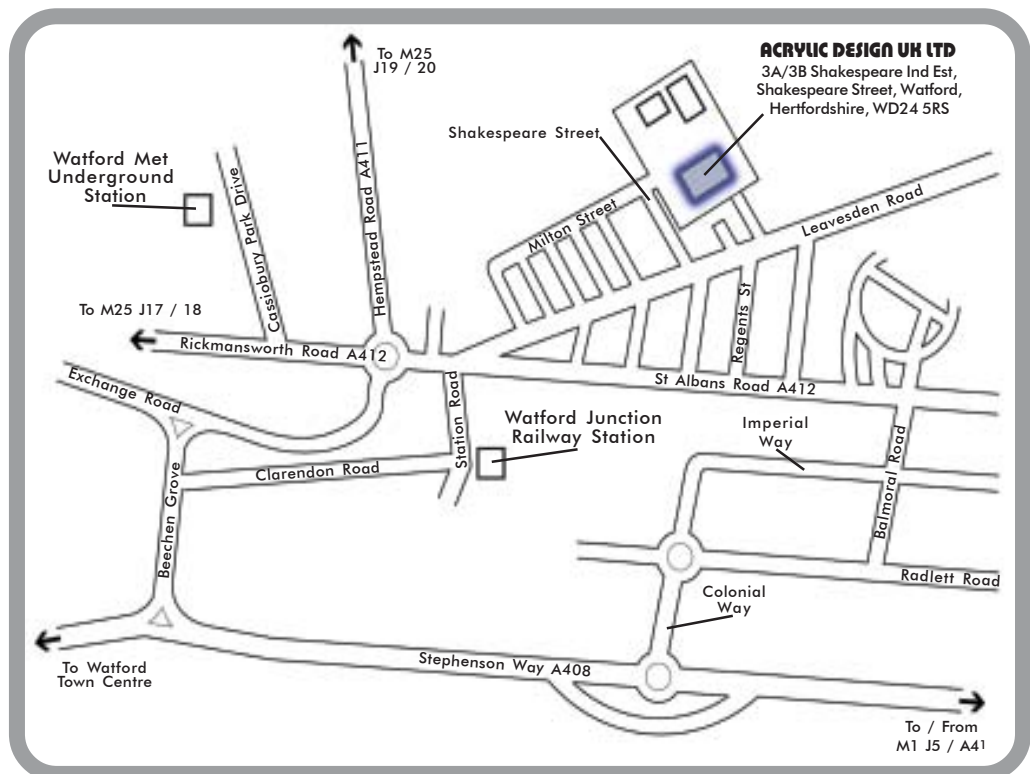 To M25
J19 / 20
ACRYLIC DESIGN UK LTD
3A/3B Shakespeare Ind Est,
Shakespeare Street, Watford,
Hertfordshire, WD24 5RS
Shakespeare Street
Watford Met
Underground
Station
Cassiobury Park Drive
Hempstead Road A411
Milton Street
Leavesden Road
To M25 J17 / 18
Rickmansworth Road A412
Regents St
St Albans Road A412
Exchange Road
Station Road
Watford Junction
Railway Station
Imperial
Way
Clarendon Road
Balmoral Road
Beechen Grove
Radlett Road
Colonial
Way
To Watford
Town Centre
Stephenson Way A408
To / From
M1 J5 / A41